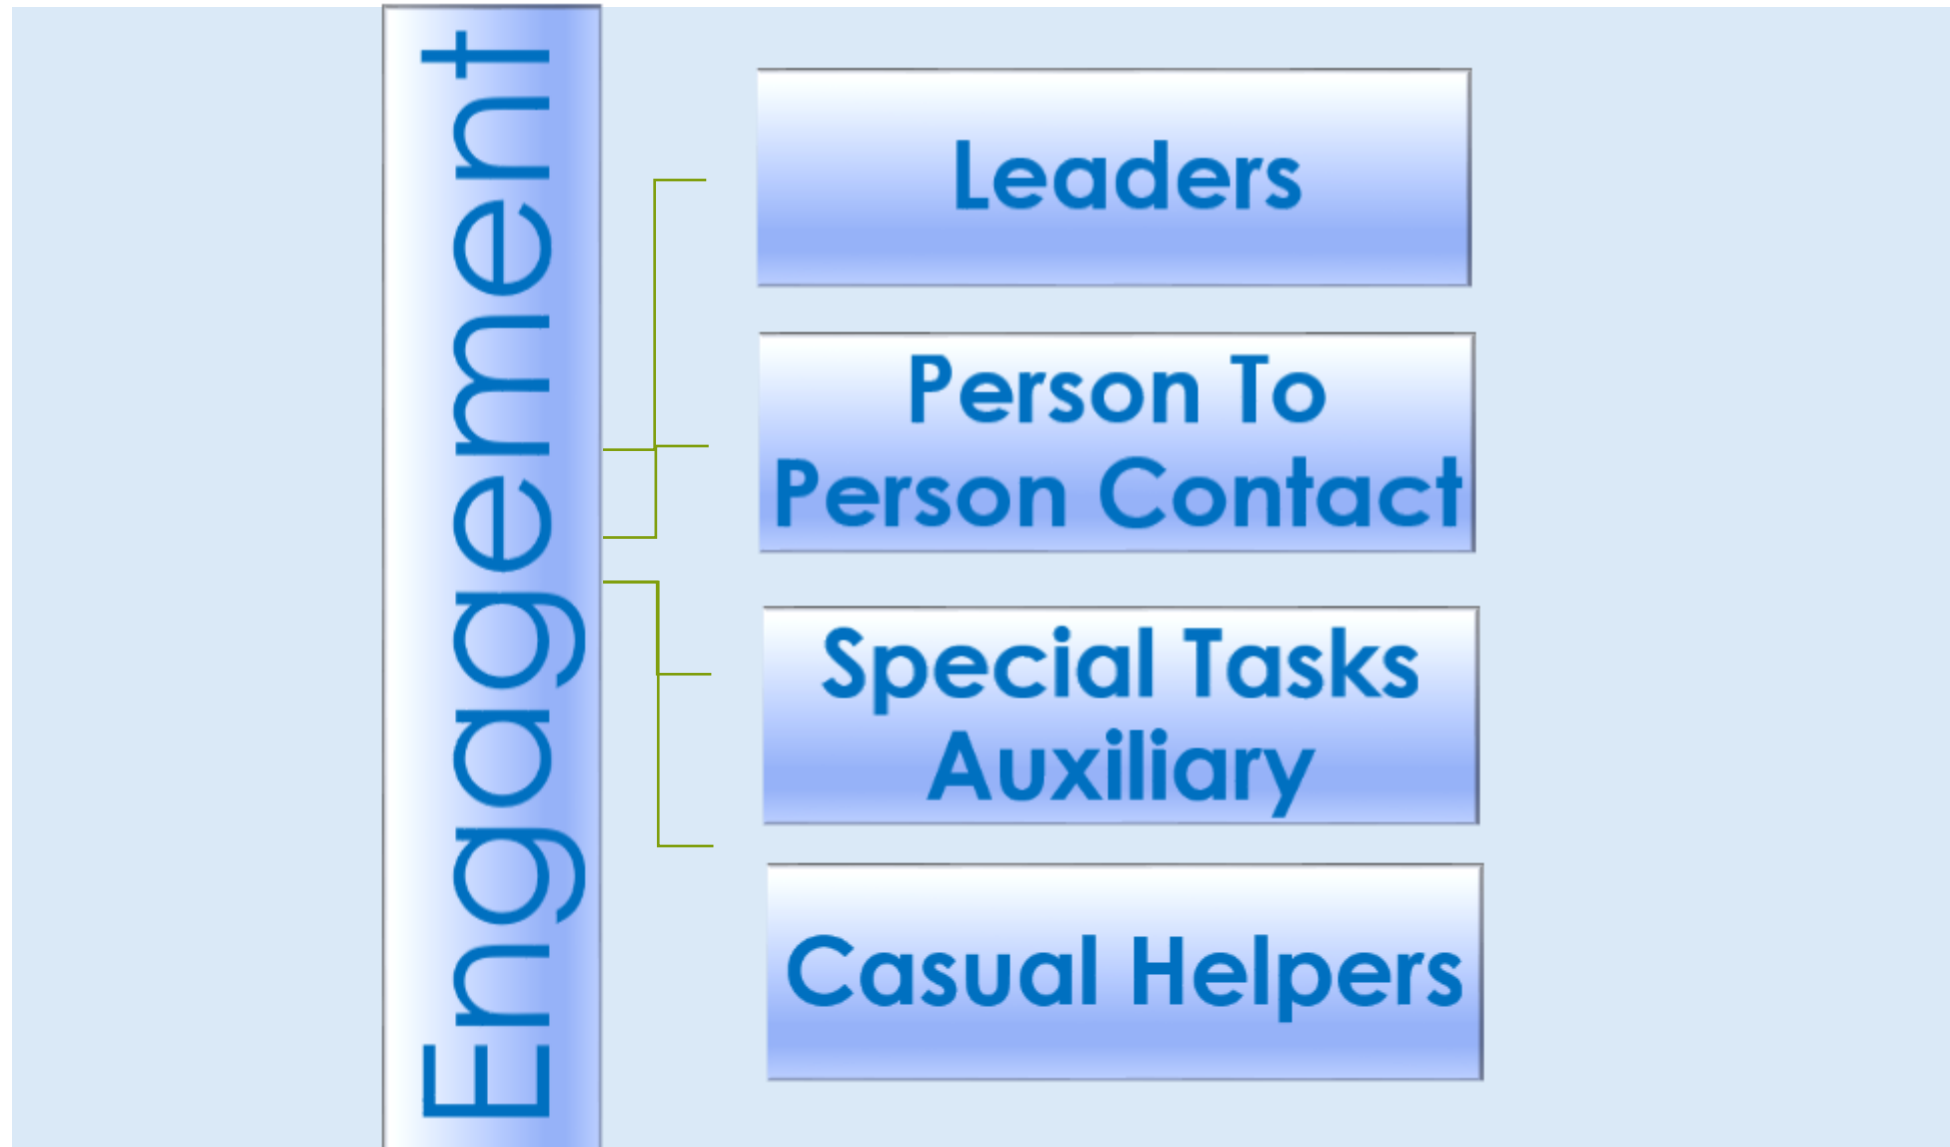 Engagement
Leaders
Person To
Person Contact
Special Tasks
Auxiliary
Casual Helpers